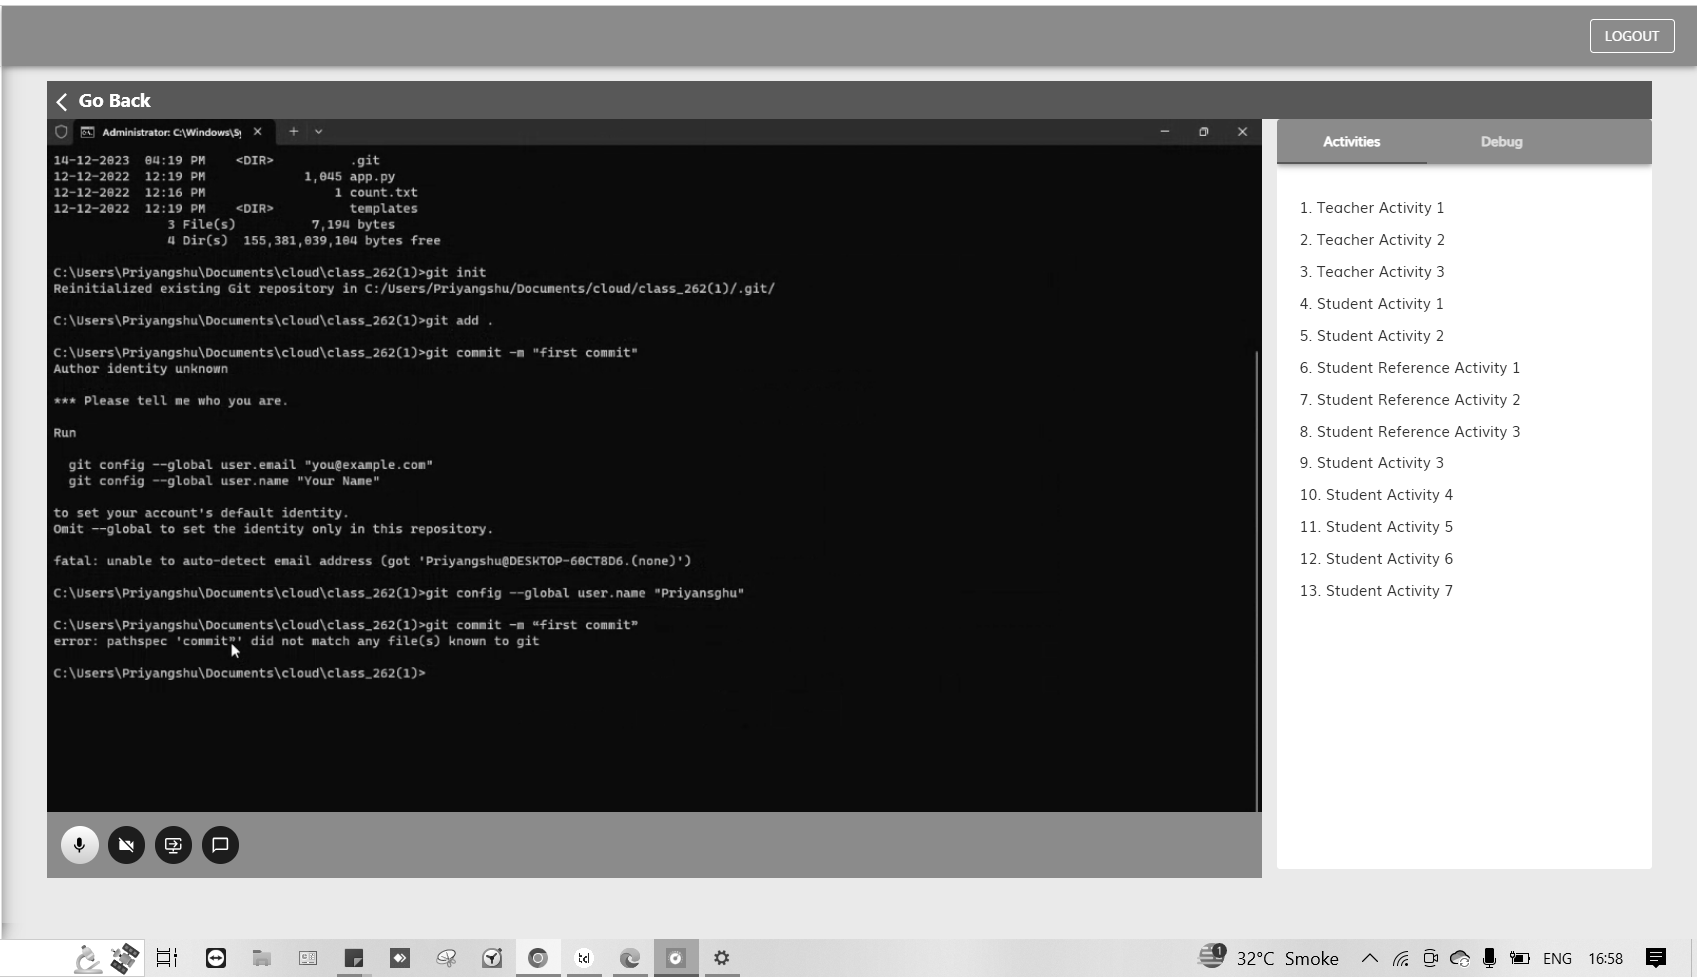 LOGOUT
Go Back
Administrator: C:\Windows\Sy
14-12-2023 04:19 PM <DIR> .git
12-12-2022 12:19 PM 1,045 app.py
12-12-2022 12:16 PM 1 count.txt
12-12-2022 12:19 PM <DIR> templates
3 File(s) 7,194 bytes
4 Dir(s) 155,381,039,104 bytes free
C:\Users\Priyangshu\Documents\cloud\class_262(1)>git init
Reinitialized existing Git repository in C:/Users/Priyangshu/Documents/cloud/class_262(1)/.git/
C:\Users\Priyangshu\Documents\cloud\class_262(1)>git add .
C:\Users\Priyangshu\Documents\cloud\class_262(1)>git commit -m "first commit"
Author identity unknown
*** Please tell me who you are.
Run
git config --global user.email "you@example.com"
git config --global user.name "Your Name"
to set your account's default identity.
Omit --global to set the identity only in this repository.
fatal: unable to auto-detect email address (got 'Priyangshu@DESKTOP-60CT8D6.(none)')
C:\Users\Priyangshu\Documents\cloud\class_262(1)>git config --global user.name "Priyansghu"
C:\Users\Priyangshu\Documents\cloud\class_262(1)>git commit -m “first commit”
error: pathspec 'commit”' did not match any file(s) known to git
C:\Users\Priyangshu\Documents\cloud\class_262(1)>
Activities Debug
1. Teacher Activity 1
2. Teacher Activity 2
3. Teacher Activity 3
4. Student Activity 1
5. Student Activity 2
6. Student Reference Activity 1
7. Student Reference Activity 2
8. Student Reference Activity 3
9. Student Activity 3
10. Student Activity 4
11. Student Activity 5
12. Student Activity 6
13. Student Activity 7
1 32°C Smoke ENG 16:58